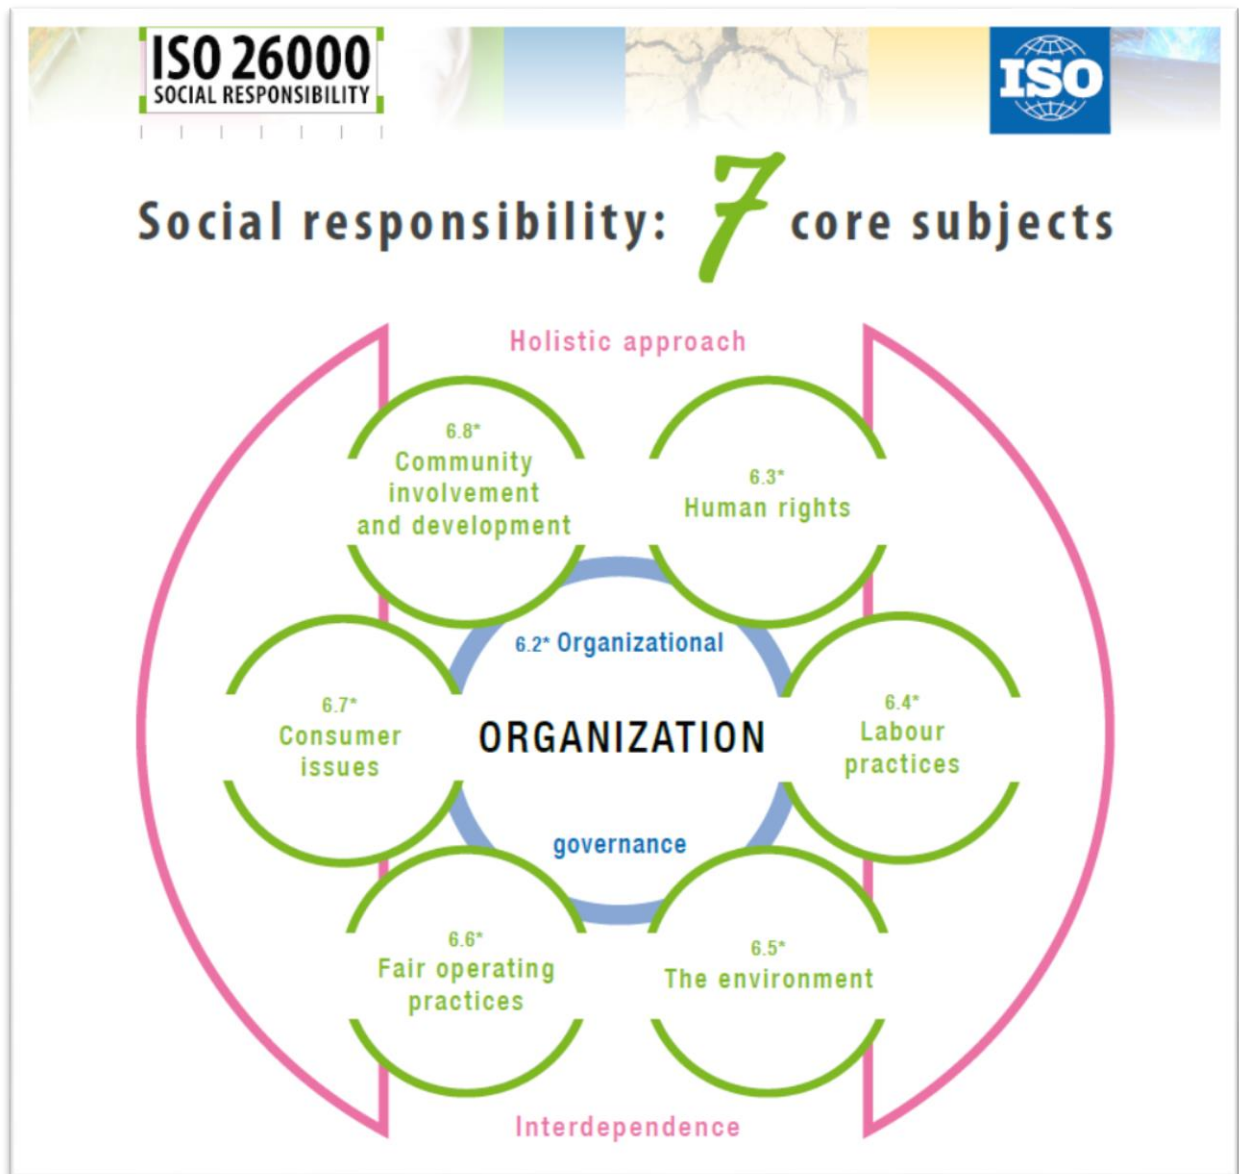 ISO 26000
SOCIAL RESPONSIBILITY
ISO
Social responsibility: 7 core subjects
Holistic approach
6.8*
Community
involvement
and development
6.3*
Human rights
6.2* Organizational
6.7*
Consumer
issues
ORGANIZATION
6.4*
Labour
practices
governance
6.6*
Fair operating
practices
6.5*
The environment
Interdependence